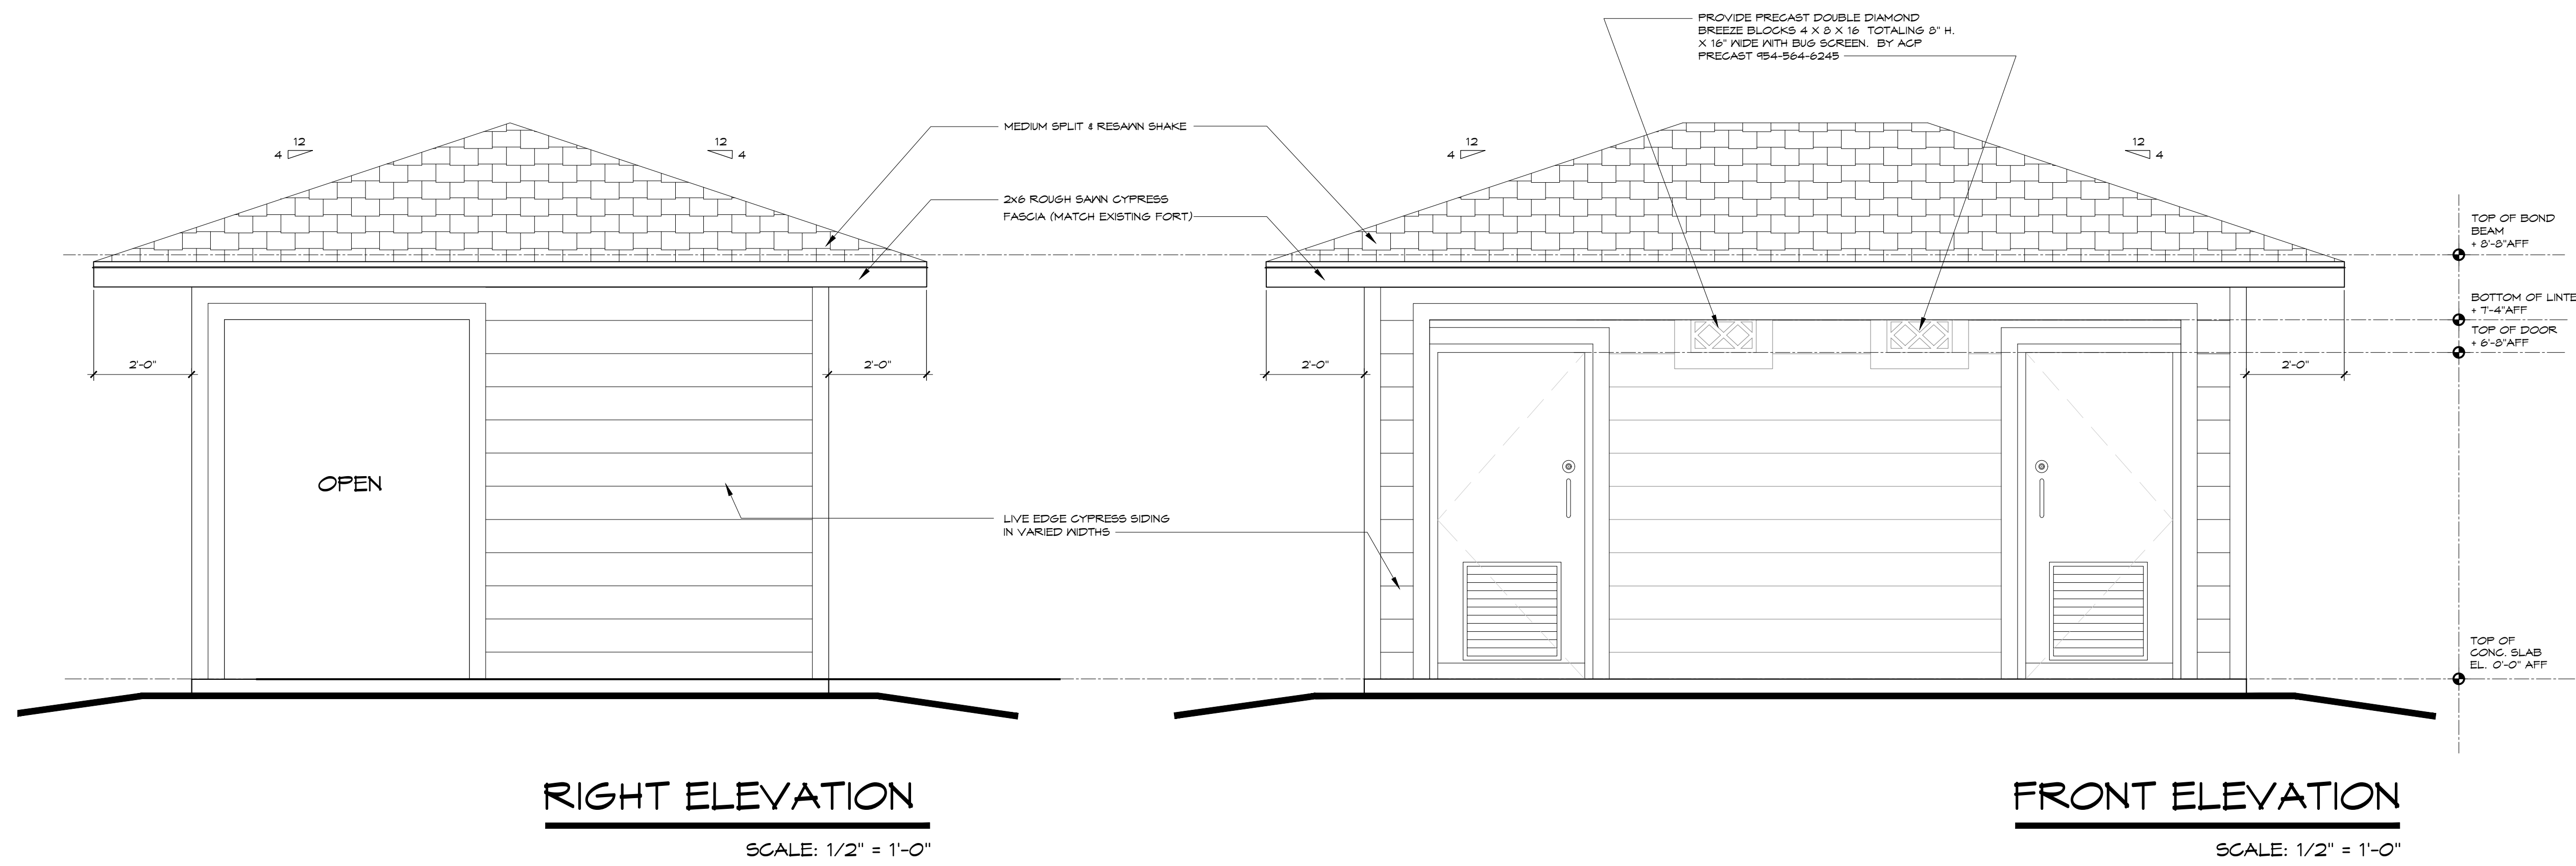 PROVIDE PRECAST DOUBLE DIAMOND
BREEZE BLOCKS 4 X 8 X 16 TOTALING 8" H.
X 16" WIDE WITH BUG SCREEN. BY ACP
PRECAST 954-564-6245
12
4
12
4
MEDIUM SPLIT & RESAWN SHAKE
12
4
12
4
2x6 ROUGH SAWN CYPRESS
FASCIA (MATCH EXISTING FORT)
TOP OF BOND
BEAM
+ 8'-8"AFF
BOTTOM OF LINTE
+ 7'-4"AFF
TOP OF DOOR
+ 6'-8"AFF
2'-0"
2'-0"
2'-0"
2'-0"
OPEN
LIVE EDGE CYPRESS SIDING
IN VARIED WIDTHS
TOP OF
CONC. SLAB
EL. 0'-0" AFF
RIGHT ELEVATION
SCALE: 1/2" = 1'-0"
FRONT ELEVATION
SCALE: 1/2" = 1'-0"